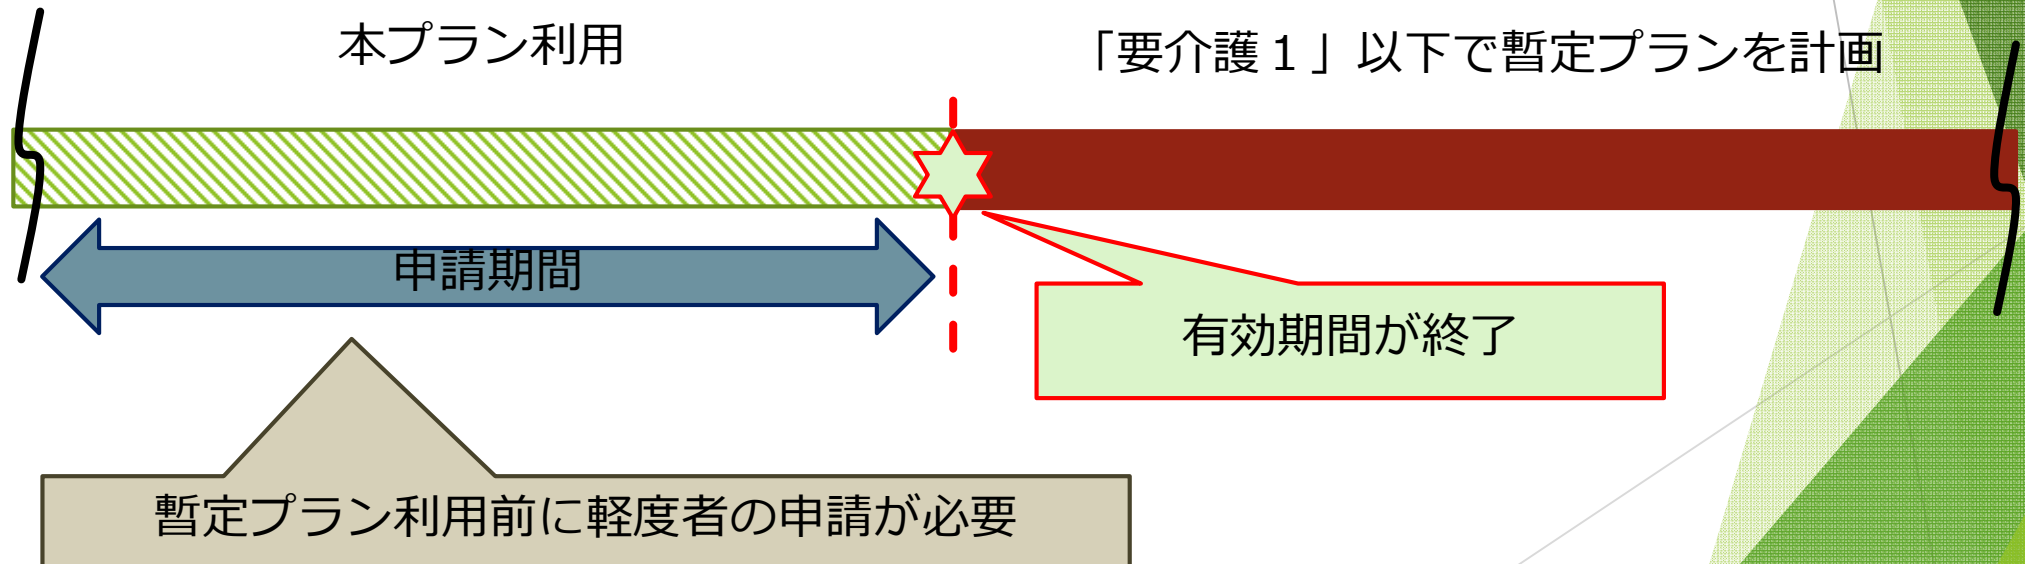 本プラン利用
「要介護１」以下で暫定プランを計画
申請期間
有効期間が終了
暫定プラン利用前に軽度者の申請が必要